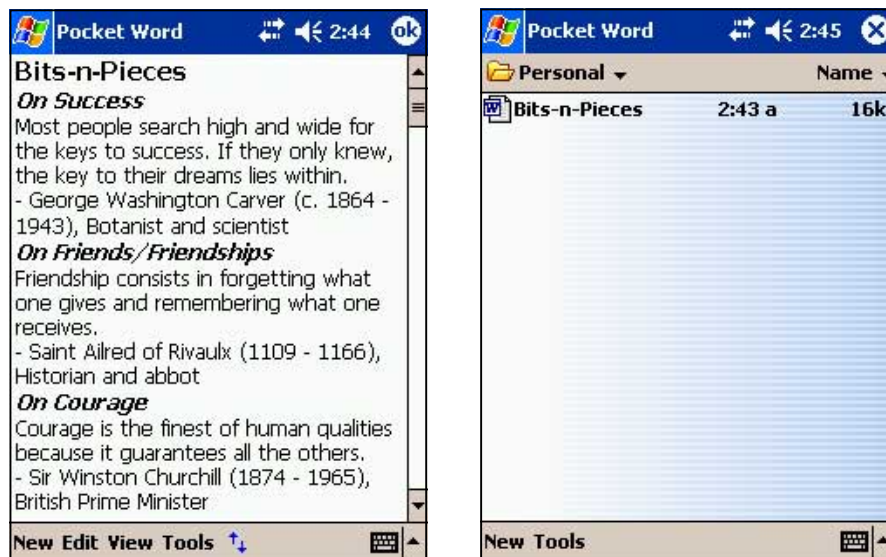 Pocket Word 2:44 ok
Bits-n-Pieces
On Success
Most people search high and wide for
the keys to success. If they only knew,
the key to their dreams lies within.
- George Washington Carver (c. 1864 -
1943), Botanist and scientist
On Friends/Friendships
Friendship consists in forgetting what
one gives and remembering what one
receives.
- Saint Ailred of Rivaulx (1109 - 1166),
Historian and abbot
On Courage
Courage is the finest of human qualities
because it guarantees all the others.
- Sir Winston Churchill (1874 - 1965),
British Prime Minister
New Edit View Tools
Pocket Word 2:45
Personal Name
Bits-n-Pieces 2:43 a 16k
New Tools